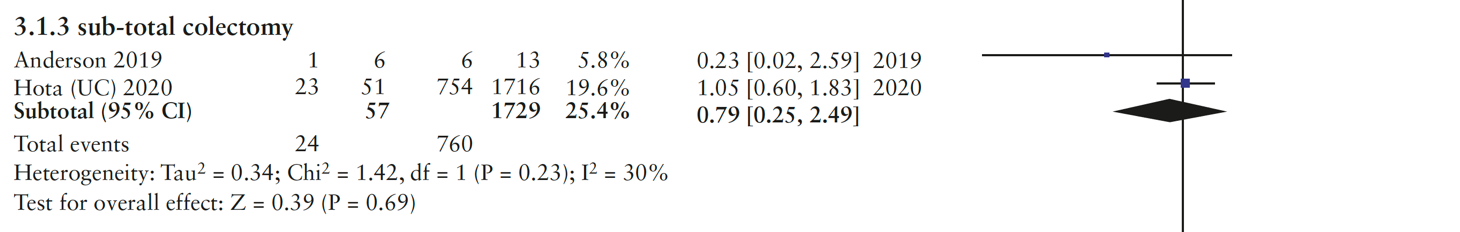 3.1.3 sub-total colectomy
Anderson 2019 1 6 6 13 5.8% 0.23 [0.02, 2.59] 2019
Hota (UC) 2020 23 51 754 1716 19.6% 1.05 [0.60, 1.83] 2020
Subtotal (95% CI) 57 1729 25.4% 0.79 [0.25, 2.49]
Total events 24 760
Heterogeneity: Tau² = 0.34; Chi² = 1.42, df = 1 (P = 0.23); I² = 30%
Test for overall effect: Z = 0.39 (P = 0.69)